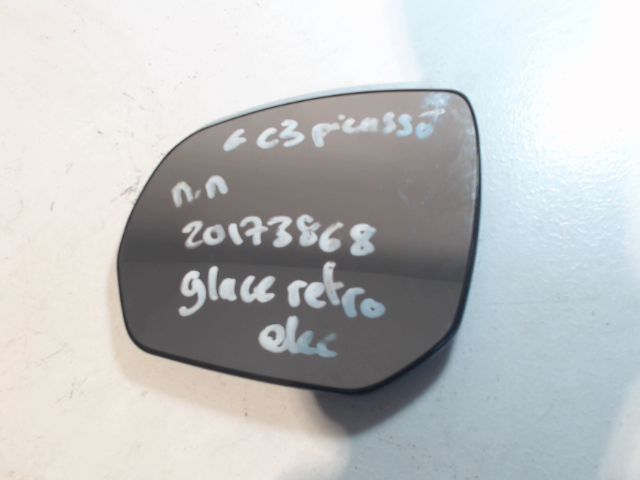 c3 picasso
n.n
20173868
glace retro
elec